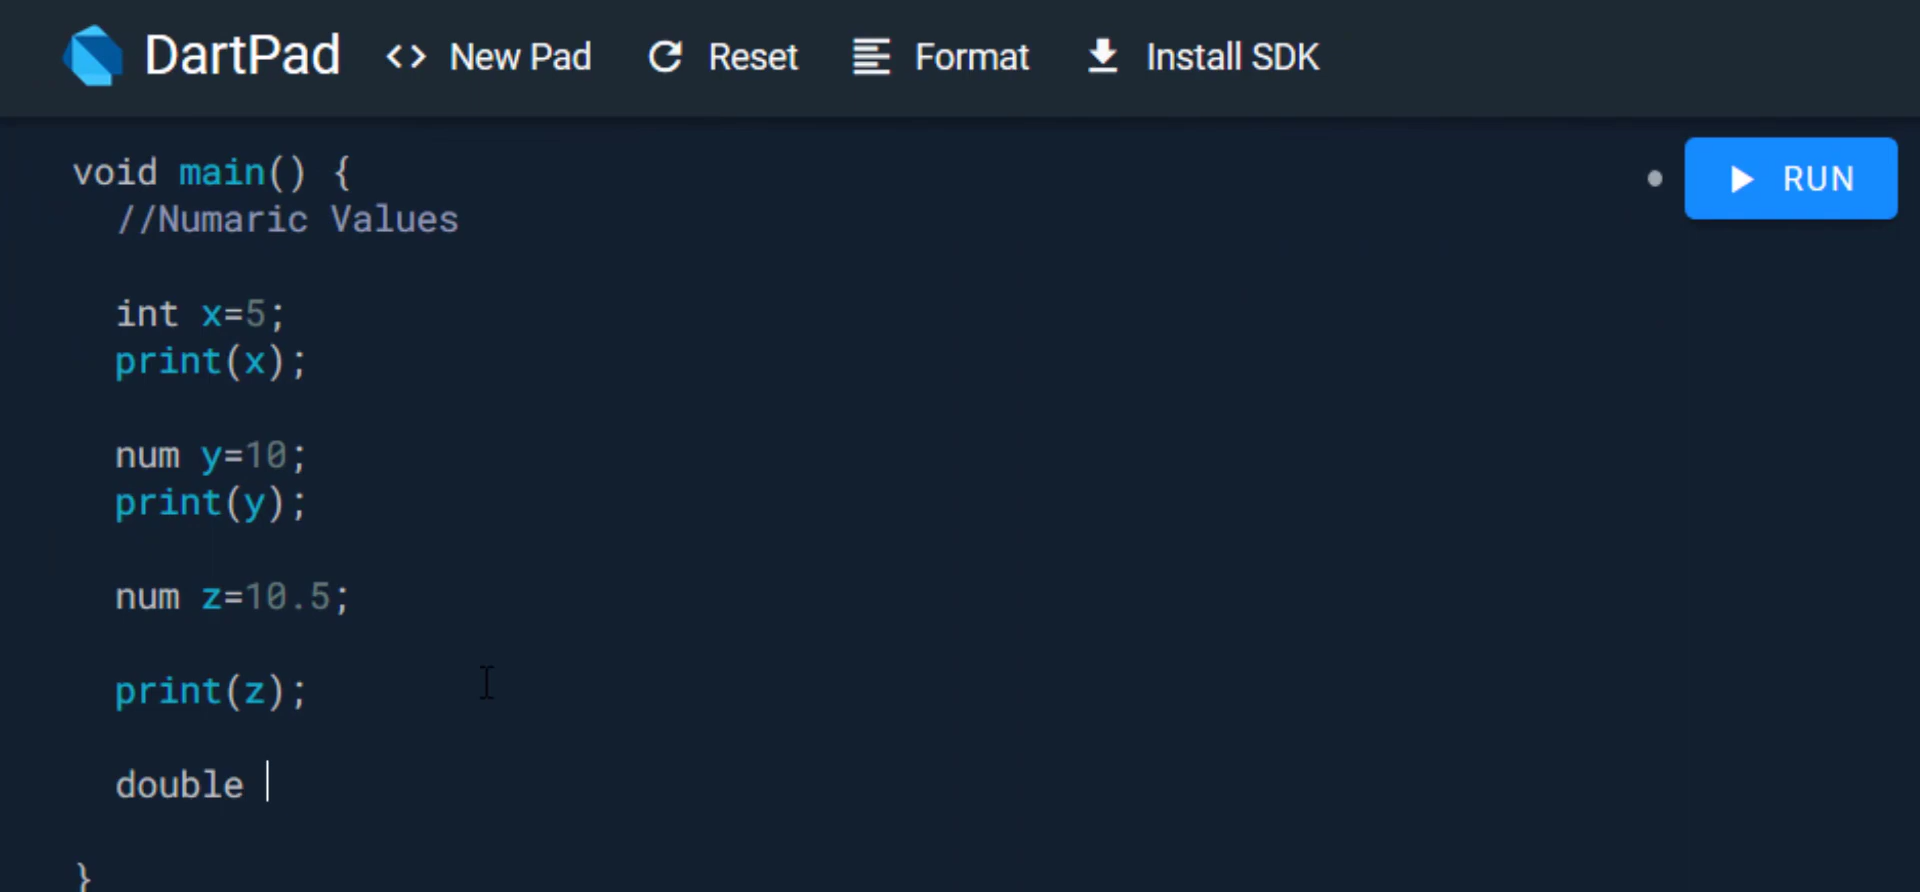 DartPad <> New Pad Reset Format Install SDK
void main() {
RUN
//Numaric Values
int x=5;
print(x);
num y=10;
print(y);
num z=10.5;
print(z);
double
}